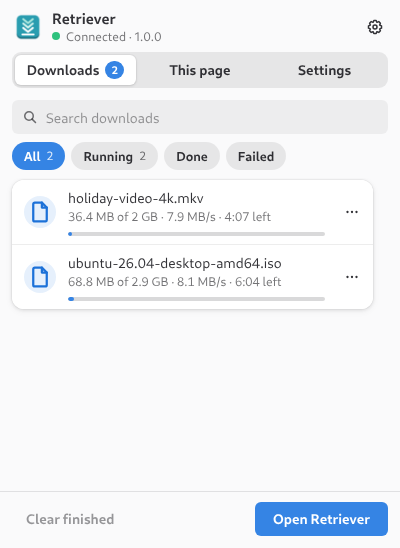 Retriever
Connected · 1.0.0
Downloads 2
This page
Settings
Search downloads
All 2
Running 2
Done
Failed
holiday-video-4k.mkv
36.4 MB of 2 GB · 7.9 MB/s · 4:07 left
ubuntu-26.04-desktop-amd64.iso
68.8 MB of 2.9 GB · 8.1 MB/s · 6:04 left
Clear finished
Open Retriever